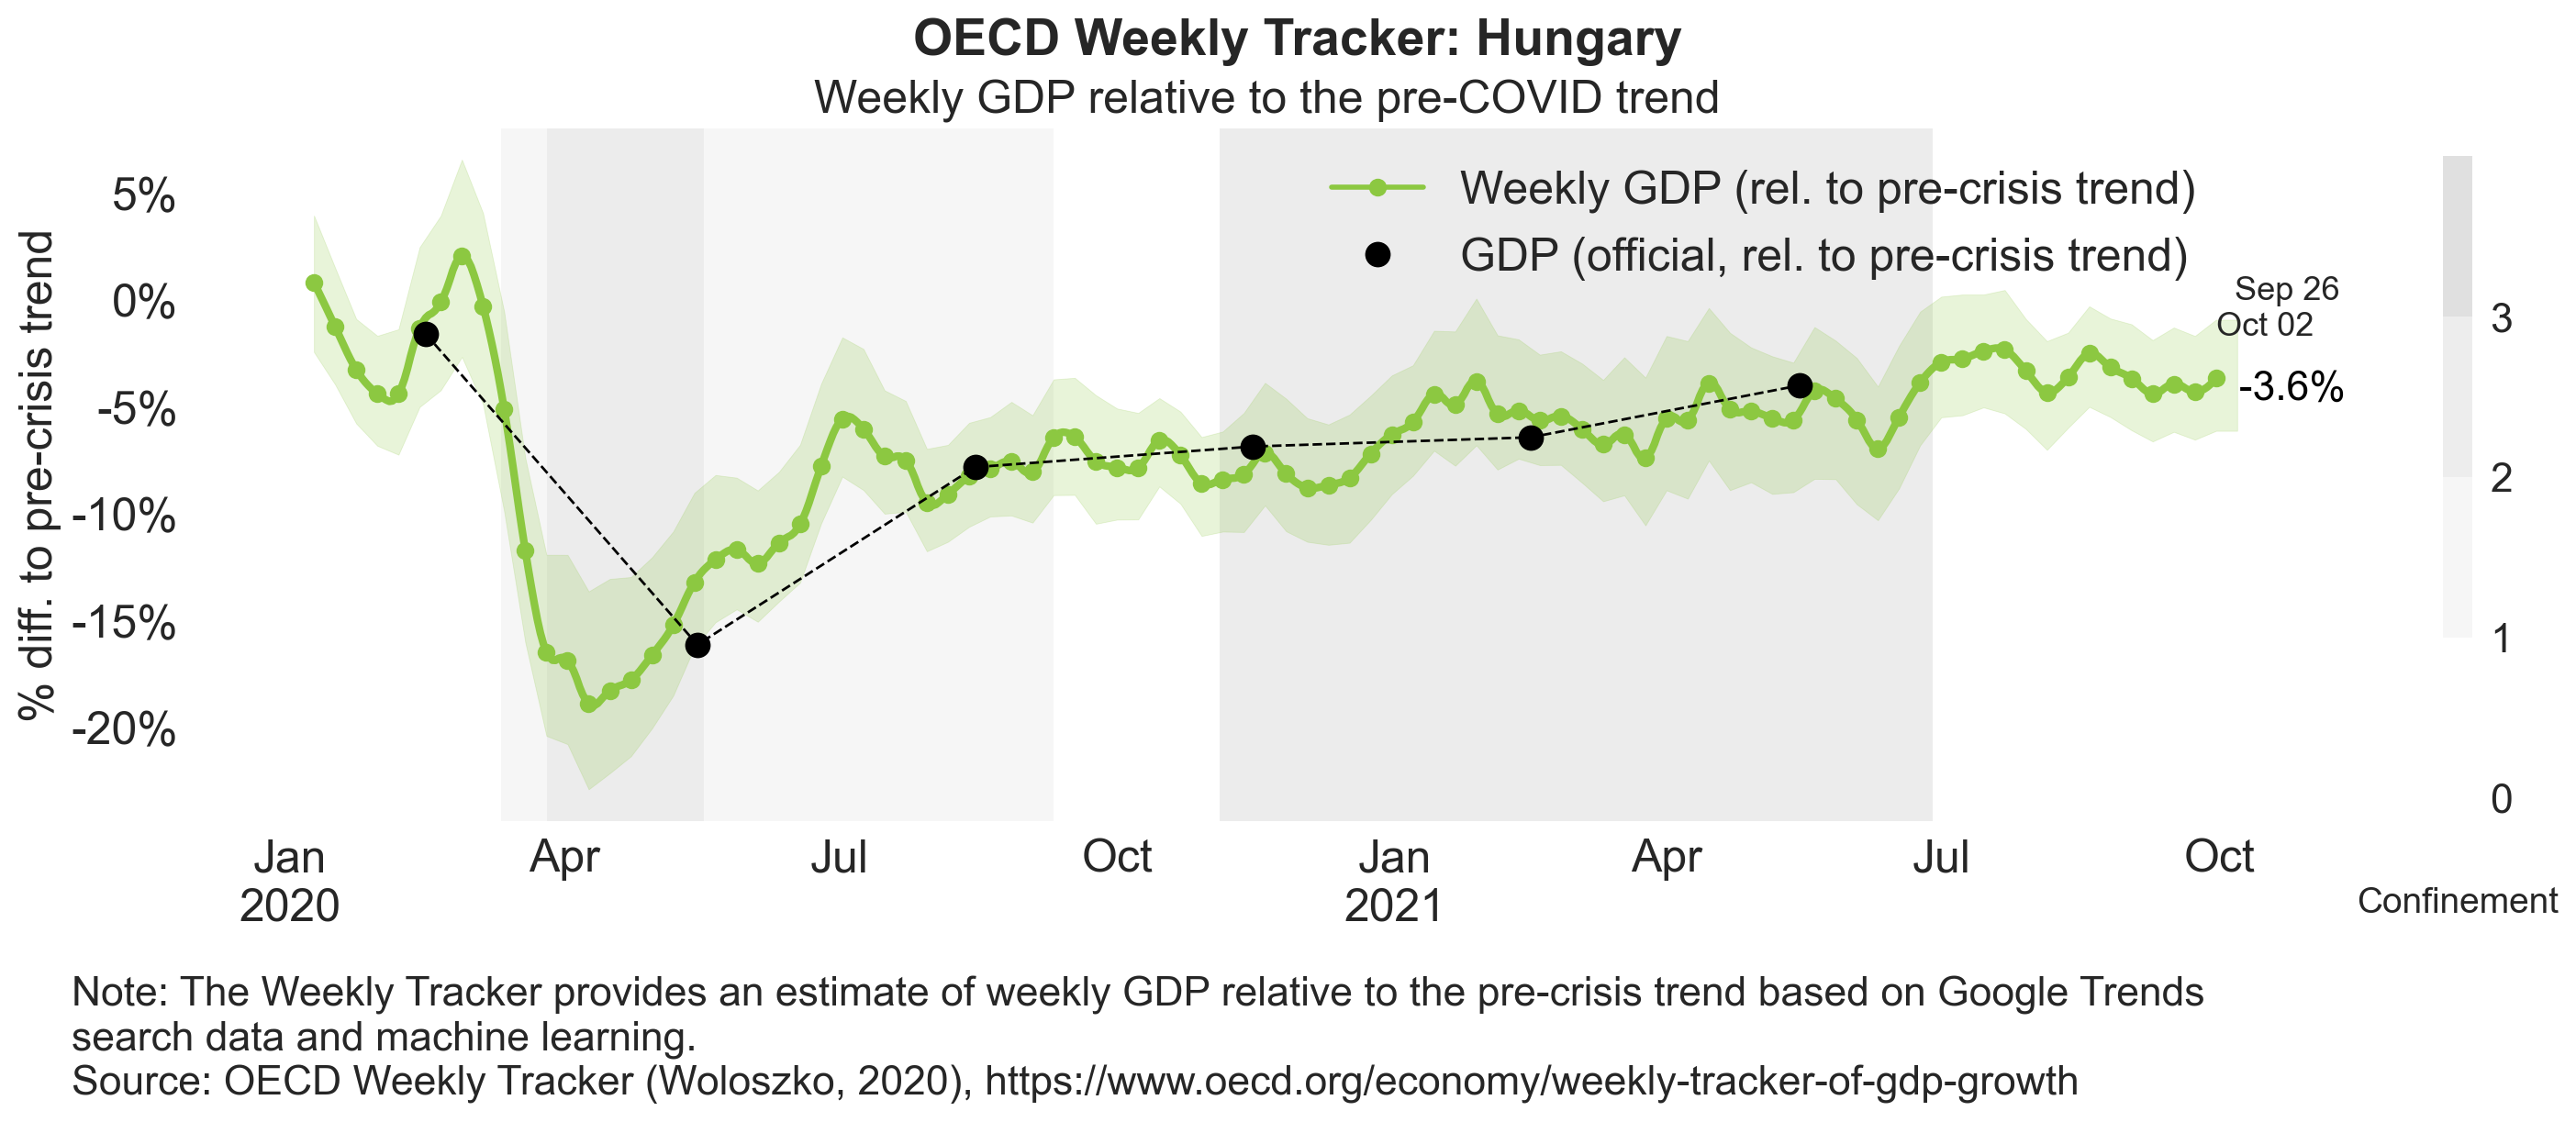 OECD Weekly Tracker: Hungary
Weekly GDP relative to the pre-COVID trend
% diff. to pre-crisis trend
5%
0%
-5%
-10%
-15%
-20%
Weekly GDP (rel. to pre-crisis trend)
GDP (official, rel. to pre-crisis trend)
Sep 26
Oct 02
-3.6%
3
2
1
0
Confinement
Jan Apr Jul Oct Jan Apr Jul Oct
2020 2021
Note: The Weekly Tracker provides an estimate of weekly GDP relative to the pre-crisis trend based on Google Trends
search data and machine learning.
Source: OECD Weekly Tracker (Woloszko, 2020), https://www.oecd.org/economy/weekly-tracker-of-gdp-growth